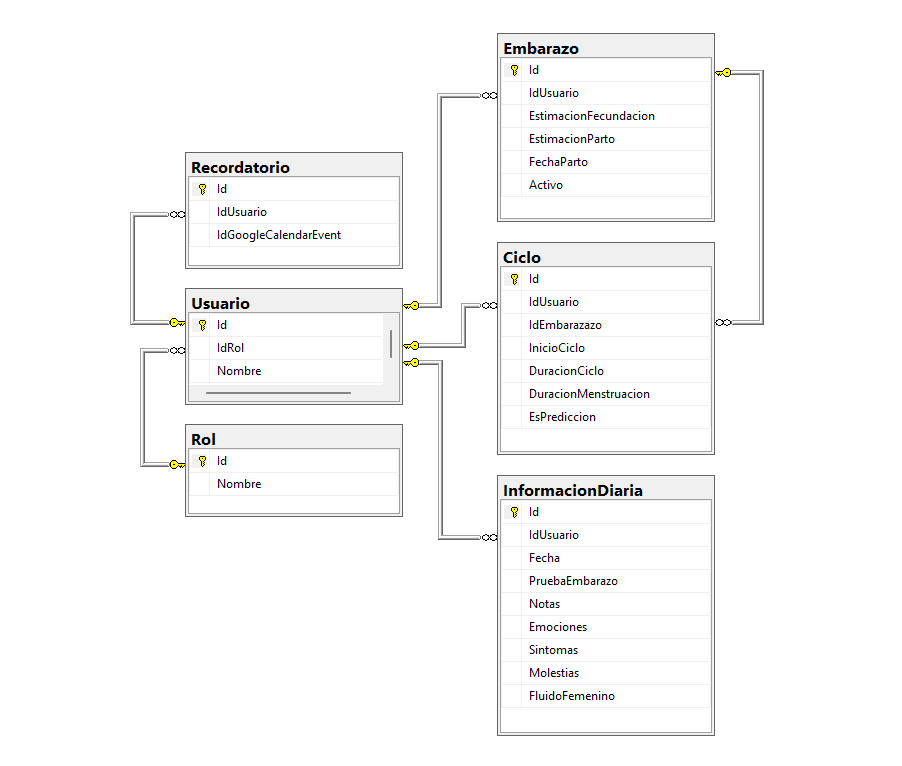 Recordatorio
Id
IdUsuario
IdGoogleCalendarEvent
Usuario
Id
IdRol
Nombre
Rol
Id
Nombre
Embarazo
Id
IdUsuario
EstimacionFecundacion
EstimacionParto
FechaParto
Activo
Ciclo
Id
IdUsuario
IdEmbarazazo
InicioCiclo
DuracionCiclo
DuracionMenstruacion
EsPrediccion
InformacionDiaria
Id
IdUsuario
Fecha
PruebaEmbarazo
Notas
Emociones
Sintomas
Molestias
FluidoFemenino